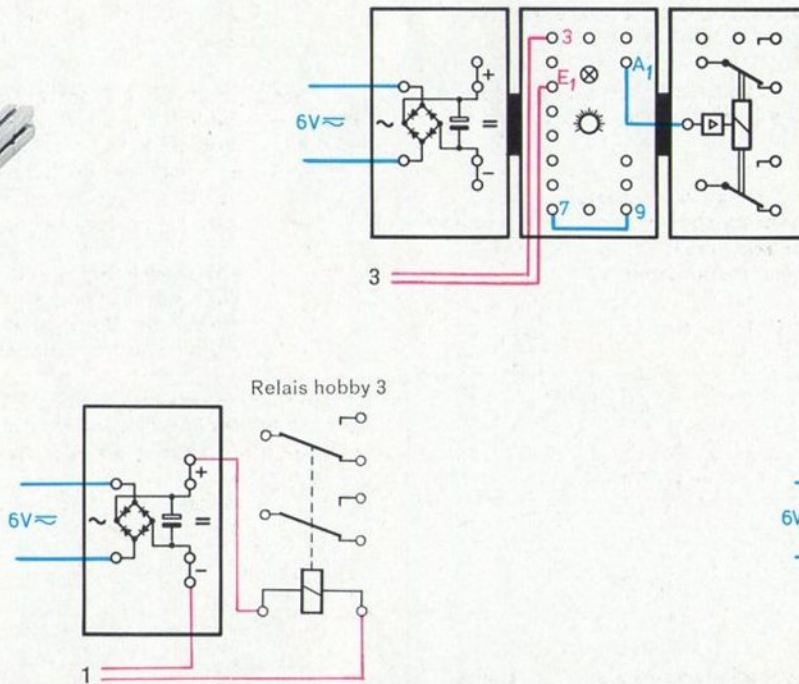 3
A1
E1
+
6V≂
~
=
−
7
9
3
Relais hobby 3
+
6V≂
~
=
−
1
6V